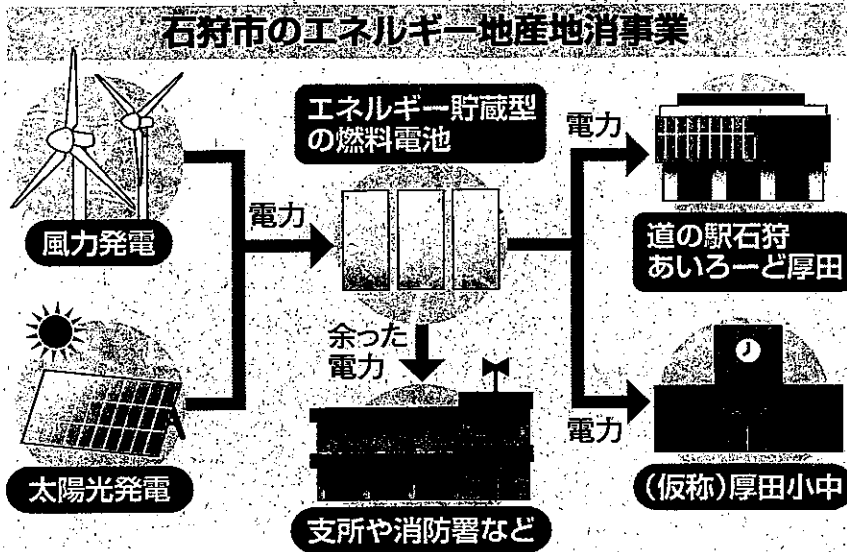 石狩市のエネルギー地産地消事業
エネルギー貯蔵型
の燃料電池
電力
風力発電
電力
道の駅石狩
あいろーど厚田
余った
電力
太陽光発電
電力
支所や消防署など
(仮称)厚田小中